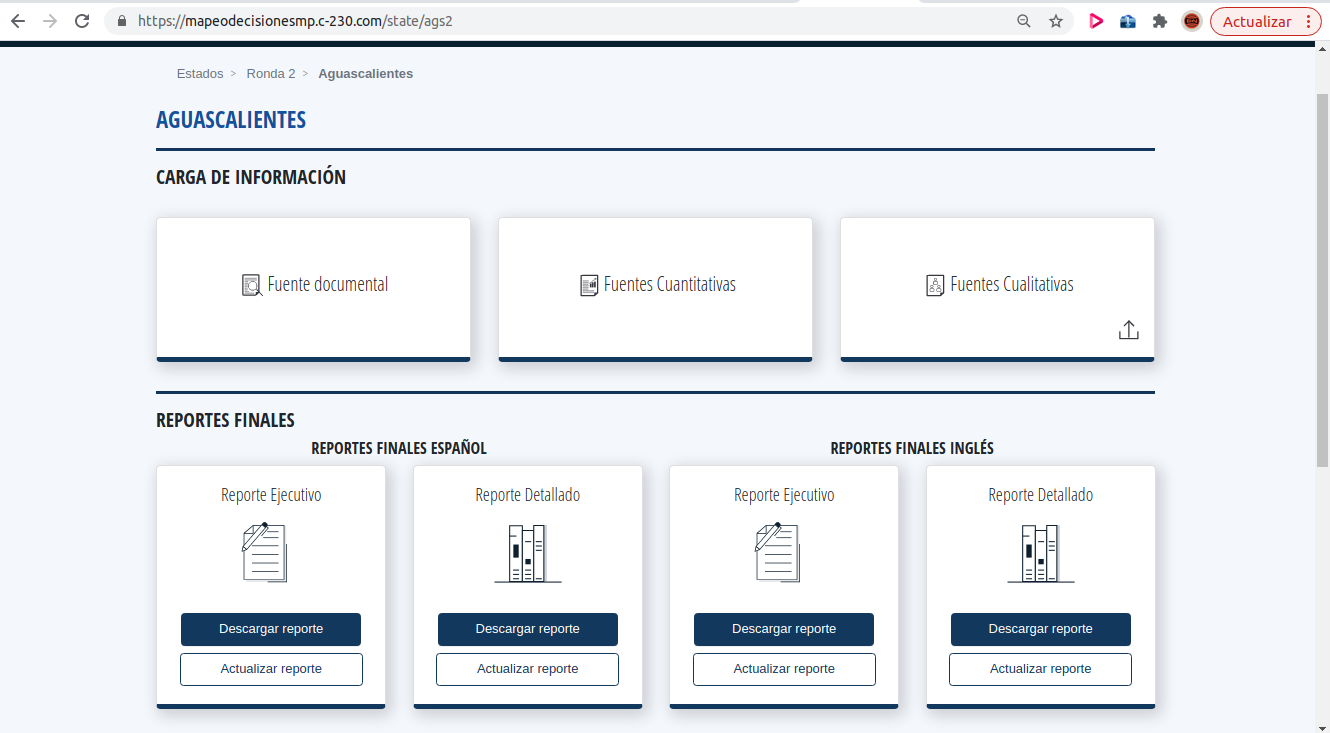 https://mapeodecisionesmp.c-230.com/state/ags2
Actualizar
Estados > Ronda 2 > Aguascalientes
AGUASCALIENTES
CARGA DE INFORMACIÓN
Fuente documental
Fuentes Cuantitativas
Fuentes Cualitativas
REPORTES FINALES
REPORTES FINALES ESPAÑOL
REPORTES FINALES INGLÉS
Reporte Ejecutivo
Reporte Detallado
Reporte Ejecutivo
Reporte Detallado
Descargar reporte
Descargar reporte
Descargar reporte
Descargar reporte
Actualizar reporte
Actualizar reporte
Actualizar reporte
Actualizar reporte